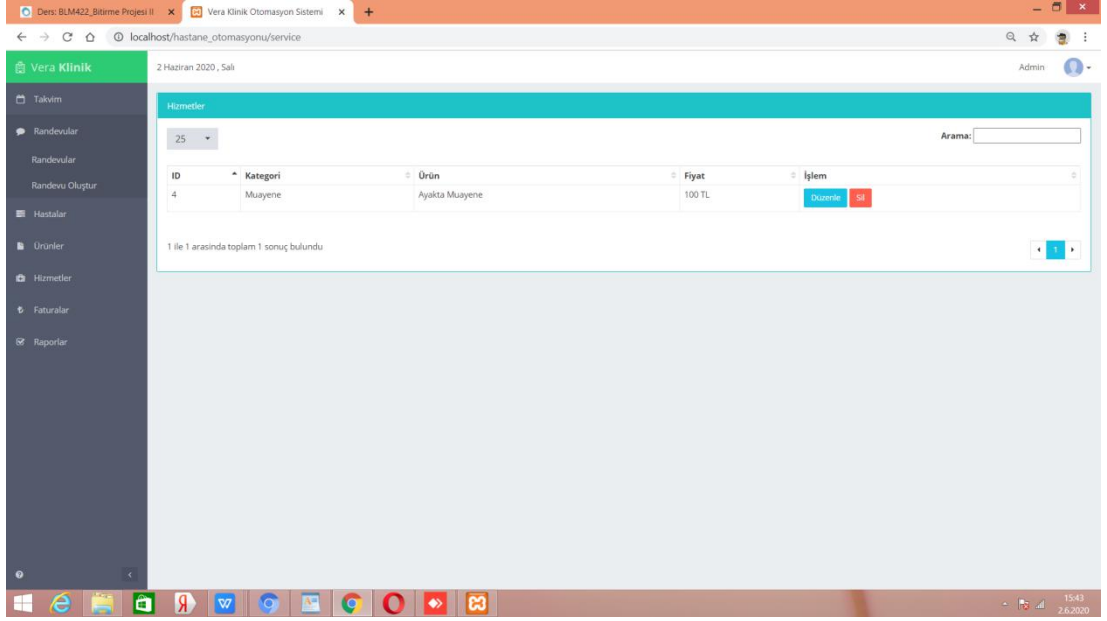 Ders: BLM422_Bitirme Projesi II
Vera Klinik Otomasyon Sistemi
localhost/hastane_otomasyonu/service
Vera Klinik
2 Haziran 2020 , Salı
Admin
Takvim
Randevular
Randevular
Randevu Oluştur
Hastalar
Ürünler
Hizmetler
Faturalar
Raporlar
Hizmetler
25
Arama:
ID Kategori Ürün Fiyat İşlem
4 Muayene Ayakta Muayene 100 TL Düzenle Sil
1 ile 1 arasında toplam 1 sonuç bulundu
1
15:43
2.6.2020